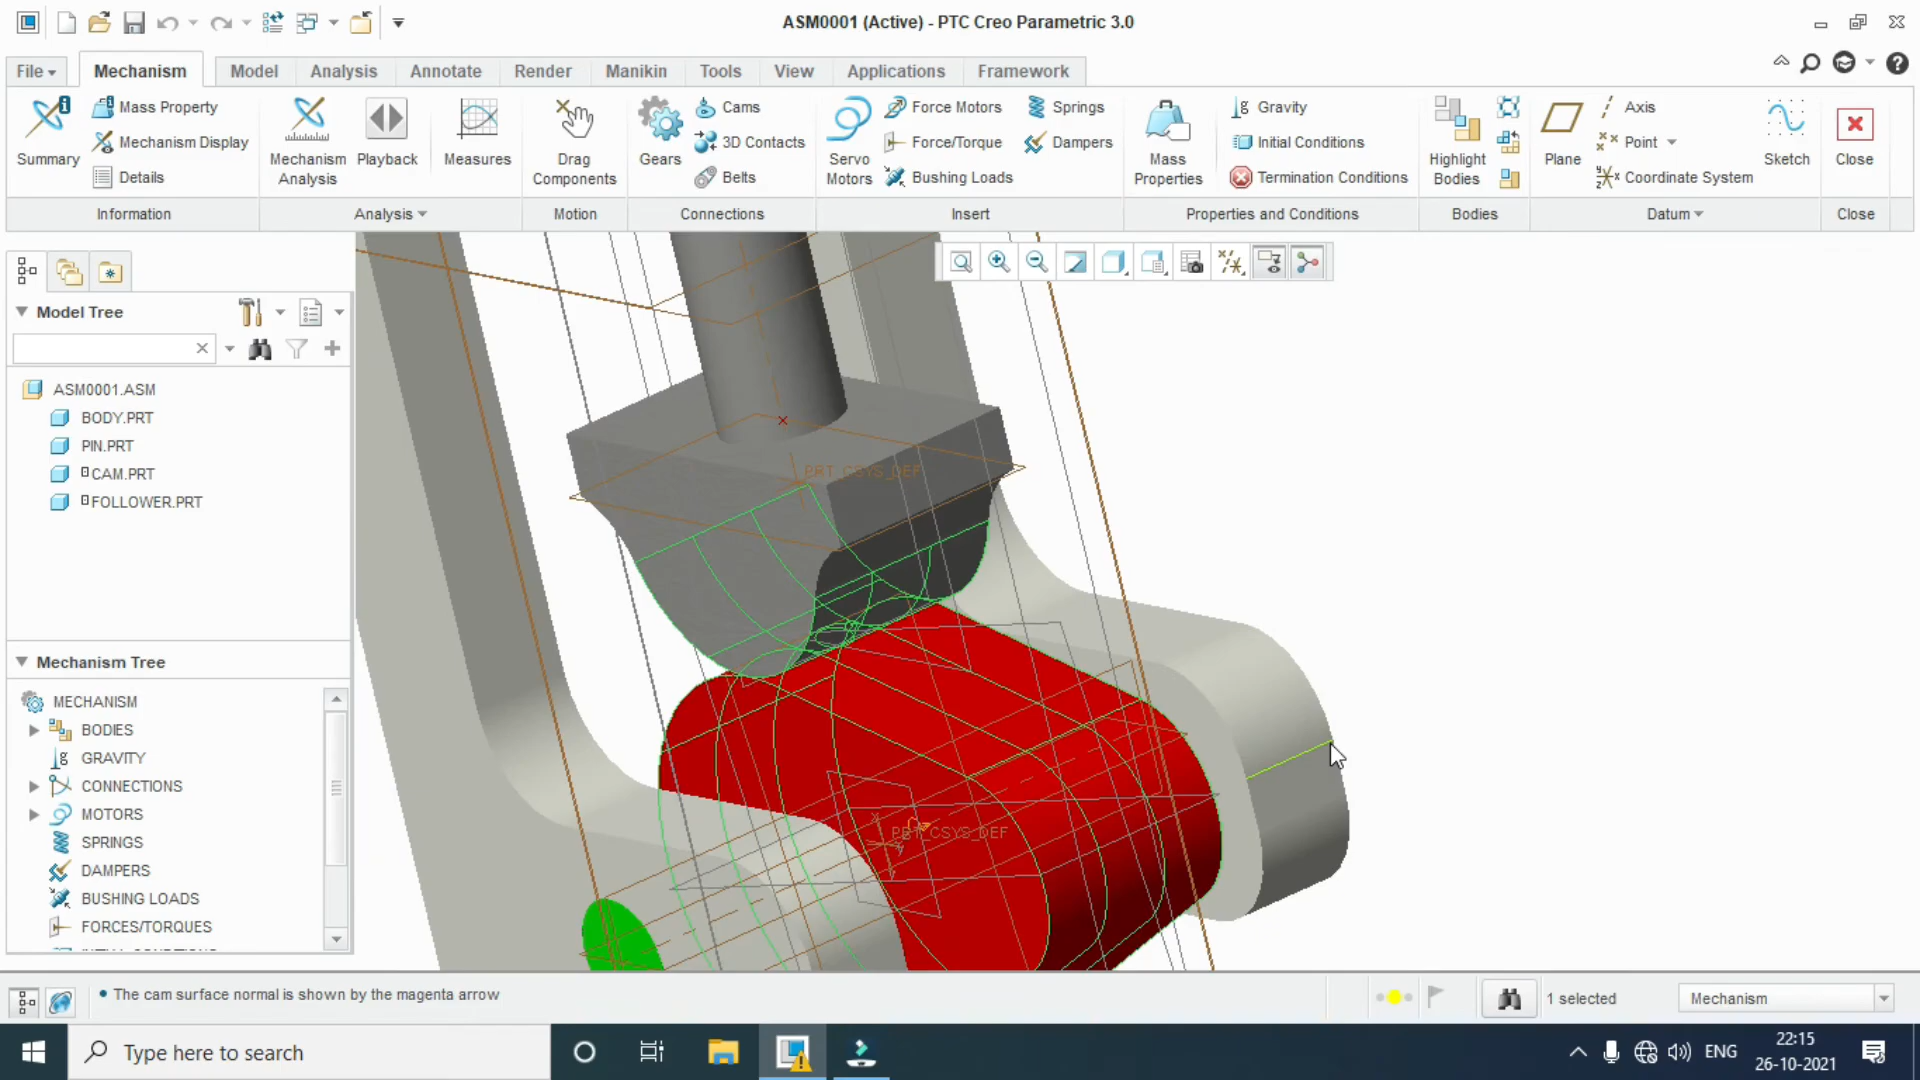 ASM0001 (Active) - PTC Creo Parametric 3.0
File
Mechanism
Model
Analysis
Annotate
Render
Manikin
Tools
View
Applications
Framework
Summary
Mass Property
Mechanism Display
Details
Information
Mechanism Analysis
Playback
Measures
Analysis
Drag Components
Motion
Gears
Cams
3D Contacts
Belts
Connections
Servo Motors
Force Motors
Force/Torque
Bushing Loads
Springs
Dampers
Insert
Mass Properties
Gravity
Initial Conditions
Termination Conditions
Properties and Conditions
Highlight Bodies
Bodies
Plane
Axis
Point
Coordinate System
Sketch
Datum
Close
Close
Model Tree
ASM0001.ASM
BODY.PRT
PIN.PRT
CAM.PRT
FOLLOWER.PRT
Mechanism Tree
MECHANISM
BODIES
GRAVITY
CONNECTIONS
MOTORS
SPRINGS
DAMPERS
BUSHING LOADS
FORCES/TORQUES
PRT_CSYS_DEF
PRT_CSYS_DEF
The cam surface normal is shown by the magenta arrow
1 selected
Mechanism
Type here to search
ENG
22:15
26-10-2021